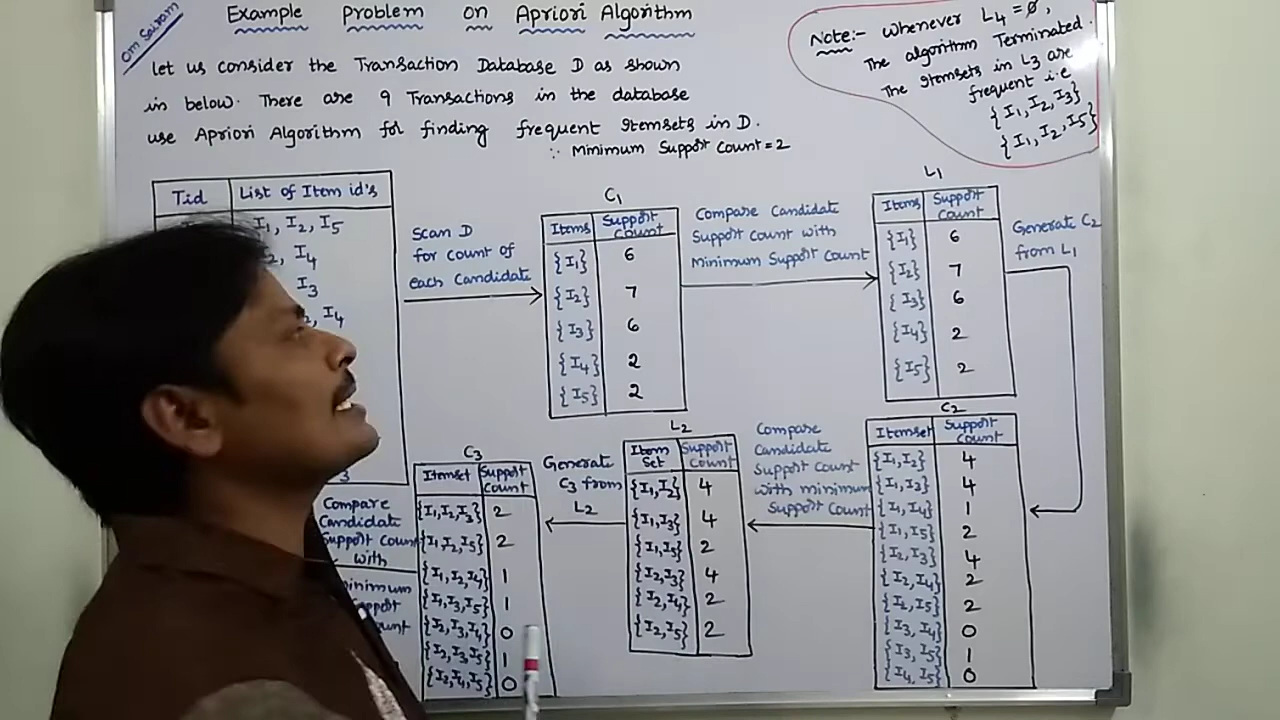 Om Sairam
Example Problem on Apriori Algorithm
Let us consider the Transaction Database D as shown
in below. There are 9 Transactions in the database
use Apriori Algorithm for finding frequent Itemsets in D.
∵ Minimum Support Count = 2
Note:- Whenever L4 = ∅,
The algorithm Terminated.
The Itemsets in L3 are
frequent i.e
{I1, I2, I3}
{I1, I2, I5}
Tid List of Item id's
I1, I2, I5
2, I4
I3
2, I4
3
Scan D
for count of
each Candidate
C1
Items Support Count
{I1} 6
{I2} 7
{I3} 6
{I4} 2
{I5} 2
Compare Candidate
Support Count with
Minimum Support Count
L1
Items Support Count
{I1} 6
{I2} 7
{I3} 6
{I4} 2
{I5} 2
Generate C2
from L1
C2
Itemset Support Count
{I1, I2} 4
{I1, I3} 4
{I1, I4} 1
{I1, I5} 2
{I2, I3} 4
{I2, I4} 2
{I2, I5} 2
{I3, I4} 0
{I3, I5} 1
{I4, I5} 0
Compare
Candidate
Support Count
with minimum
Support Count
L2
Item Set Support Count
{I1, I2} 4
{I1, I3} 4
{I1, I5} 2
{I2, I3} 4
{I2, I4} 2
{I2, I5} 2
Generate
C3 from
L2
C3
Itemset Support Count
{I1, I2, I3} 2
{I1, I2, I5} 2
{I1, I2, I4} 1
{I1, I3, I5} 1
{I2, I3, I4} 0
{I2, I3, I5} 1
{I3, I4, I5} 0
Compare
Candidate
Support Count
with
inimum
pport
unt